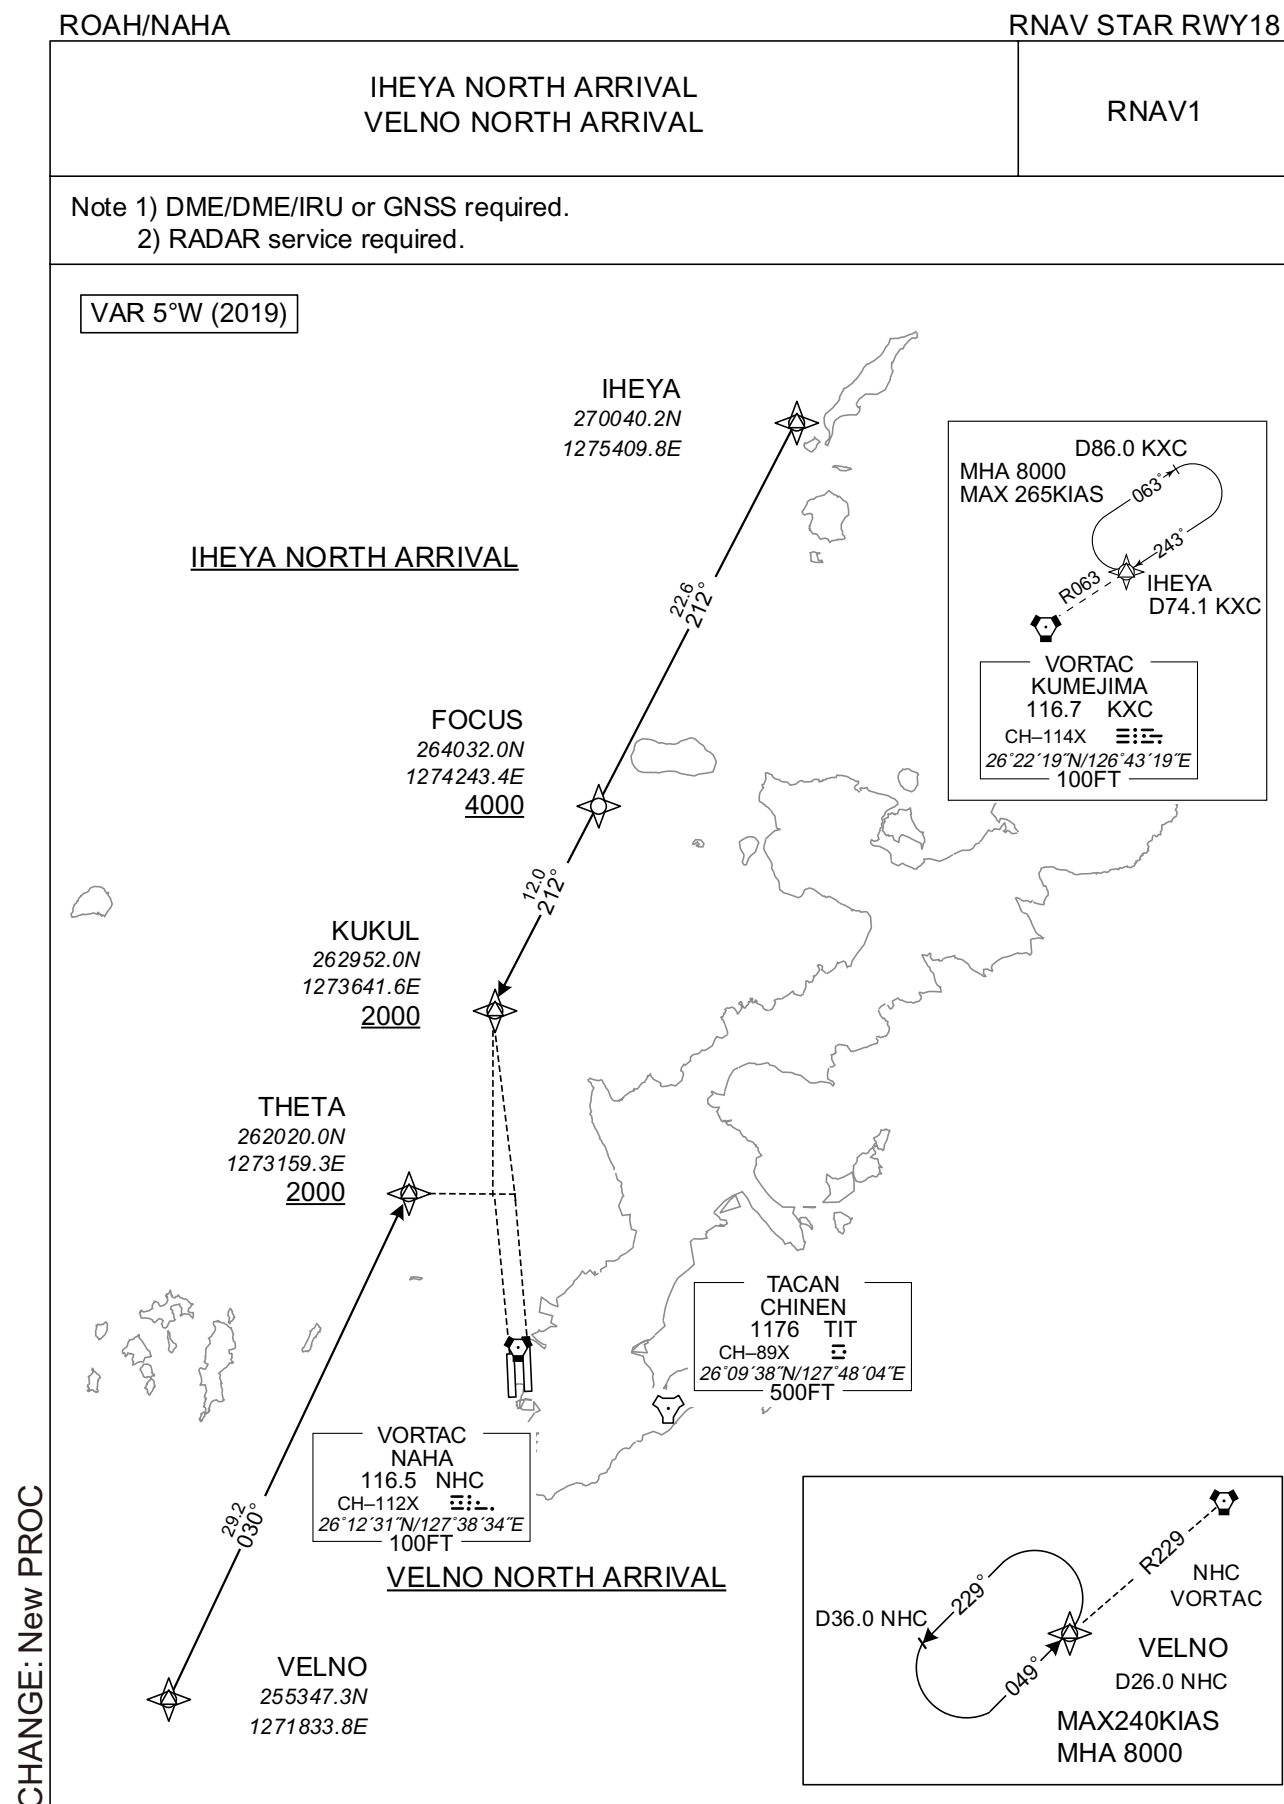 ROAH/NAHA
RNAV STAR RWY18
IHEYA NORTH ARRIVAL
VELNO NORTH ARRIVAL
RNAV1
Note 1) DME/DME/IRU or GNSS required.
2) RADAR service required.
VAR 5°W (2019)
IHEYA
270040.2N
1275409.8E
IHEYA NORTH ARRIVAL
22.6
212°
D86.0 KXC
MHA 8000
MAX 265KIAS
063°
243°
R063
IHEYA
D74.1 KXC
VORTAC
KUMEJIMA
116.7 KXC
CH–114X
26°22´19˝N/126°43´19˝E
100FT
FOCUS
264032.0N
1274243.4E
4000
12.0
212°
KUKUL
262952.0N
1273641.6E
2000
THETA
262020.0N
1273159.3E
2000
TACAN
CHINEN
1176 TIT
CH–89X
26°09´38˝N/127°48´04˝E
500FT
VORTAC
NAHA
116.5 NHC
CH–112X
26°12´31˝N/127°38´34˝E
100FT
29.2
030°
VELNO NORTH ARRIVAL
VELNO
255347.3N
1271833.8E
R229
NHC
VORTAC
229°
D36.0 NHC
049°
VELNO
D26.0 NHC
MAX240KIAS
MHA 8000
CHANGE: New PROC